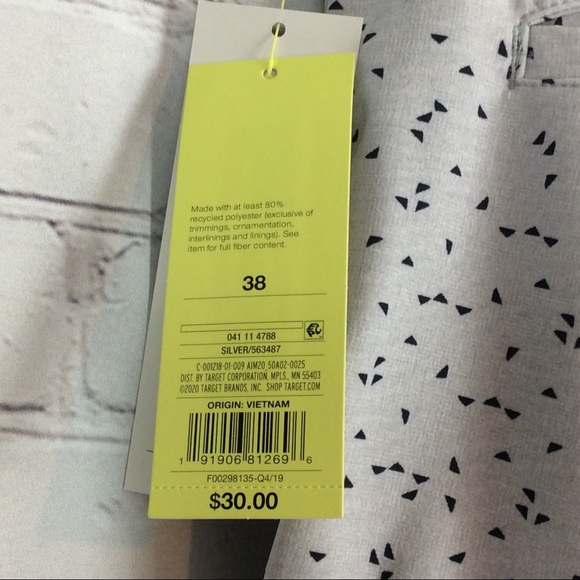 Made with at least 80%
recycled polyester (exclusive of
trimmings, ornamentation,
interlinings and linings). See
item for full fiber content.
38
041 11 4788
SILVER/563487
C-001218-01-009 AIM20_50A02-0025
DIST. BY TARGET CORPORATION, MPLS., MN 55403
©2020 TARGET BRANDS, INC. SHOP TARGET.COM
ORIGIN: VIETNAM
1 91906 81269 6
F00298135-Q4/19
$30.00